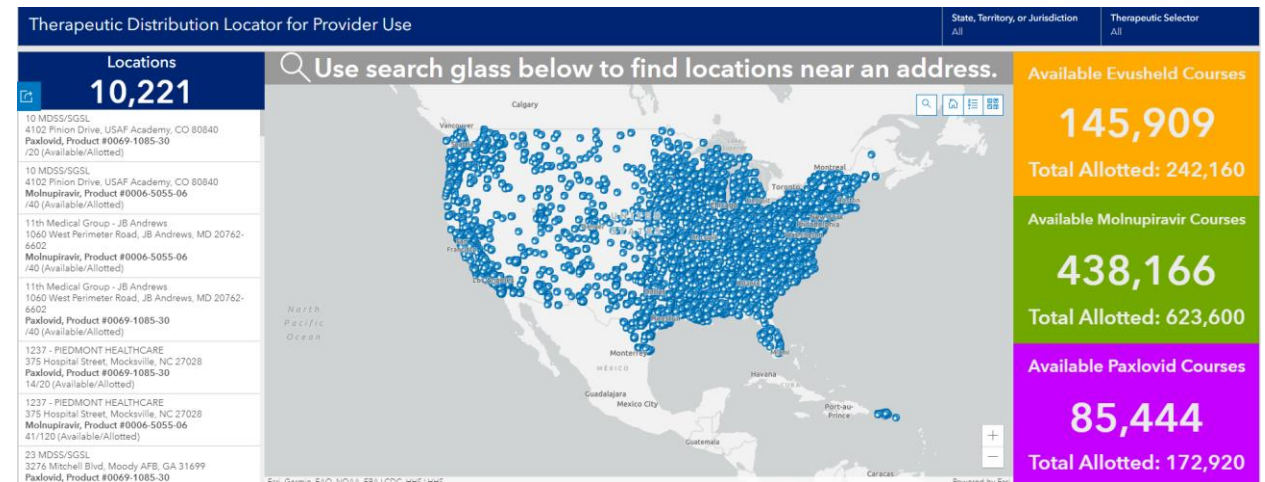 Therapeutic Distribution Locator for Provider Use
State, Territory, or Jurisdiction
All
Therapeutic Selector
All
Locations
10,221
10 MDSS/SGSL
4102 Pinion Drive, USAF Academy, CO 80840
Paxlovid, Product #0069-1085-30
/20 (Available/Allotted)
10 MDSS/SGSL
4102 Pinion Drive, USAF Academy, CO 80840
Molnupiravir, Product #0006-5055-06
/40 (Available/Allotted)
11th Medical Group - JB Andrews
1060 West Perimeter Road, JB Andrews, MD 20762-
6602
Molnupiravir, Product #0006-5055-06
/40 (Available/Allotted)
11th Medical Group - JB Andrews
1060 West Perimeter Road, JB Andrews, MD 20762-
6602
Paxlovid, Product #0069-1085-30
/40 (Available/Allotted)
1237 - PIEDMONT HEALTHCARE
375 Hospital Street, Mocksville, NC 27028
Paxlovid, Product #0069-1085-30
14/20 (Available/Allotted)
1237 - PIEDMONT HEALTHCARE
375 Hospital Street, Mocksville, NC 27028
Molnupiravir, Product #0006-5055-06
41/120 (Available/Allotted)
23 MDSS/SGSL
3276 Mitchell Blvd, Moody AFB, GA 31699
Paxlovid, Product #0069-1085-30
Use search glass below to find locations near an address.
Calgary
Vancouver
Montreal
Toronto
North
Pacific
Ocean
Houston
Monterrey
Miami
MÉXICO
Havana
Guadalajara
Mexico City
Port-au-
Prince
Guatemala
Caracas
+
−
Available Evusheld Courses
145,909
Total Allotted: 242,160
Available Molnupiravir Courses
438,166
Total Allotted: 623,600
Available Paxlovid Courses
85,444
Total Allotted: 172,920